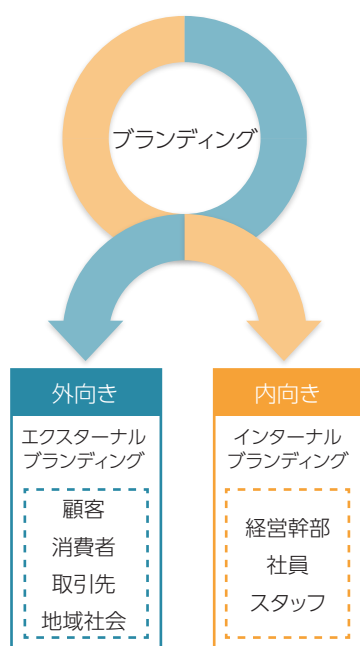 ブランディング
外向き
エクスターナル
ブランディング
顧客
消費者
取引先
地域社会
内向き
インターナル
ブランディング
経営幹部
社員
スタッフ